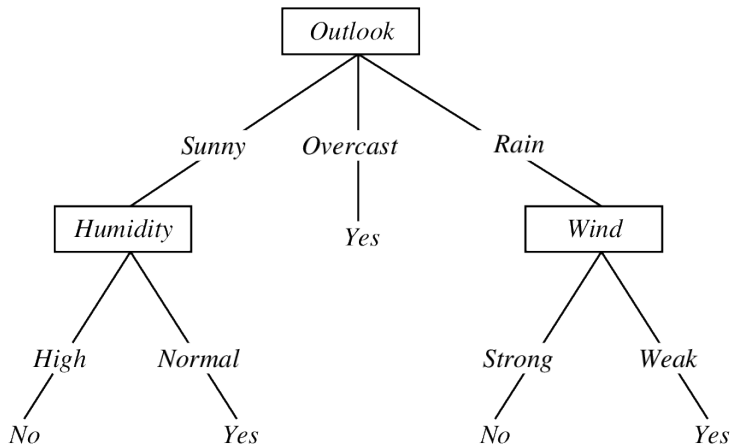 Outlook
Sunny Overcast Rain
Humidity Yes Wind
High Normal Strong Weak
No Yes No Yes